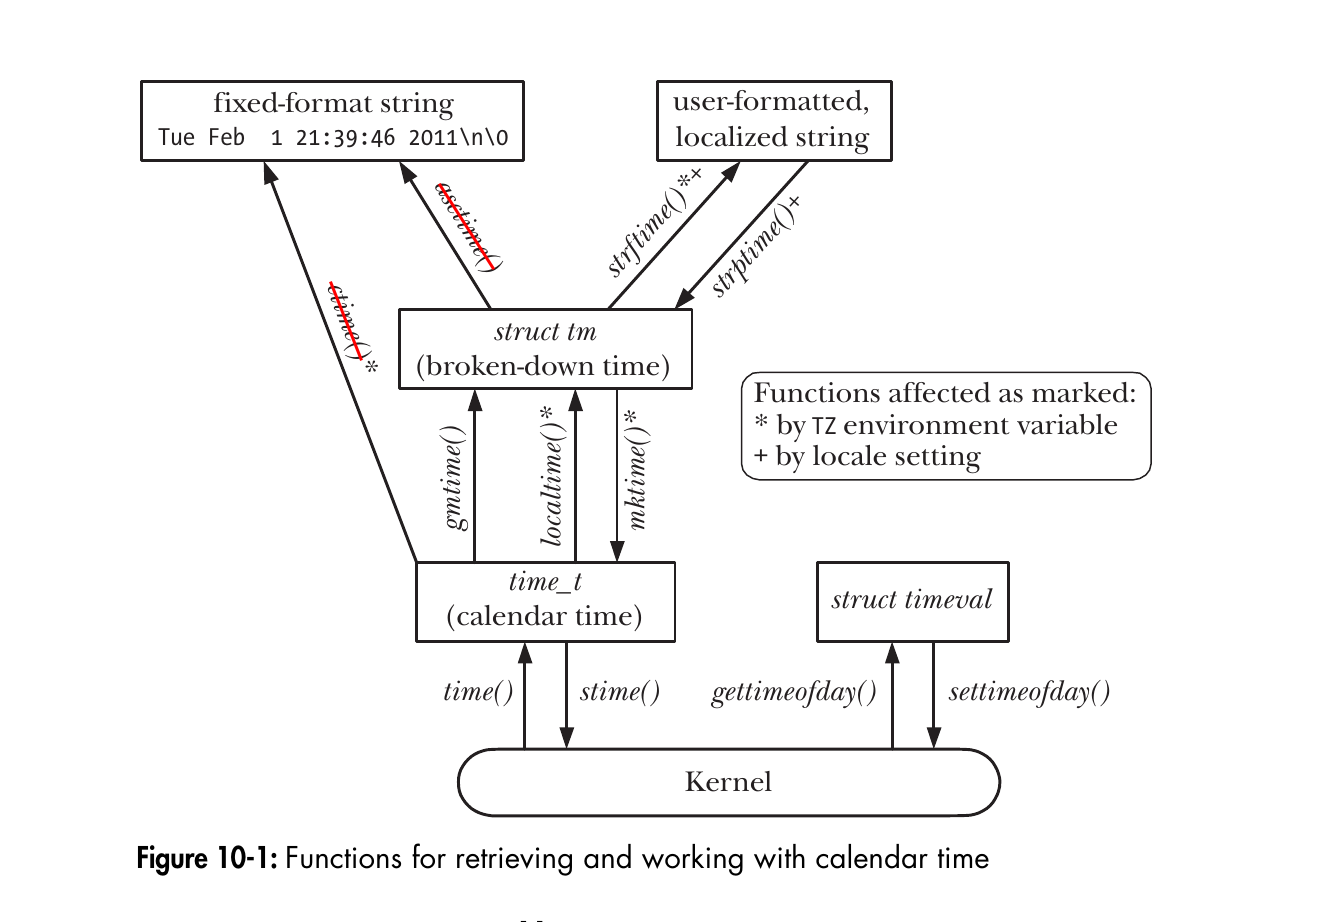 fixed-format string
Tue Feb  1 21:39:46 2011\n\0
user-formatted,
localized string
asctime()
strftime()*+
strptime()+
ctime()*
struct tm
(broken-down time)
Functions affected as marked:
* by TZ environment variable
+ by locale setting
gmtime()
localtime()*
mktime()*
time_t
(calendar time)
struct timeval
time()
stime()
gettimeofday()
settimeofday()
Kernel
Figure 10-1: Functions for retrieving and working with calendar time